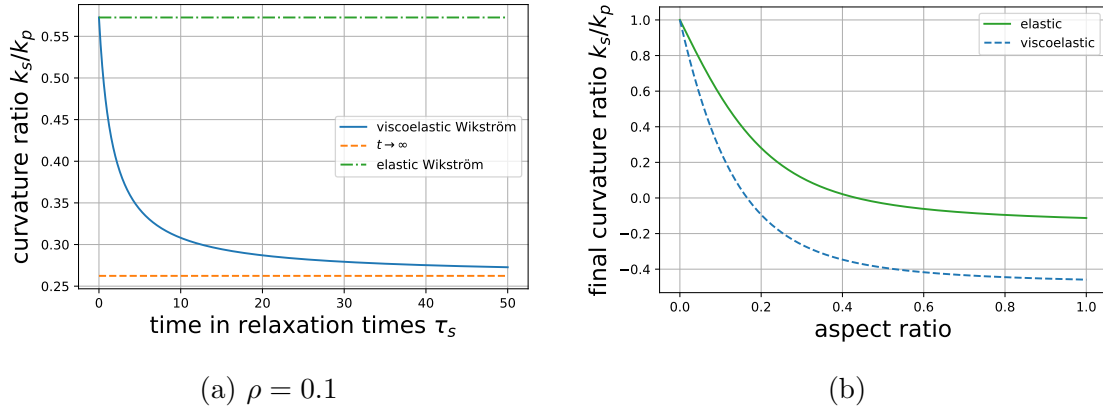 curvature ratio k_s/k_p
0.55
0.50
0.45
0.40
0.35
0.30
0.25
viscoelastic Wikström
t → ∞
elastic Wikström
0 10 20 30 40 50
time in relaxation times τ_s
(a) ρ = 0.1
final curvature ratio k_s/k_p
1.0
0.8
0.6
0.4
0.2
0.0
−0.2
−0.4
elastic
viscoelastic
0.0 0.2 0.4 0.6 0.8 1.0
aspect ratio
(b)